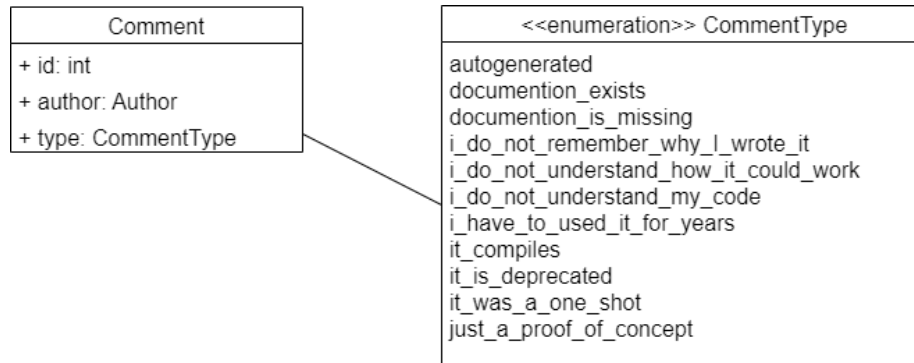 Comment
+ id: int
+ author: Author
+ type: CommentType
<<enumeration>> CommentType
autogenerated
documention_exists
documention_is_missing
i_do_not_remember_why_I_wrote_it
i_do_not_understand_how_it_could_work
i_do_not_understand_my_code
i_have_to_used_it_for_years
it_compiles
it_is_deprecated
it_was_a_one_shot
just_a_proof_of_concept